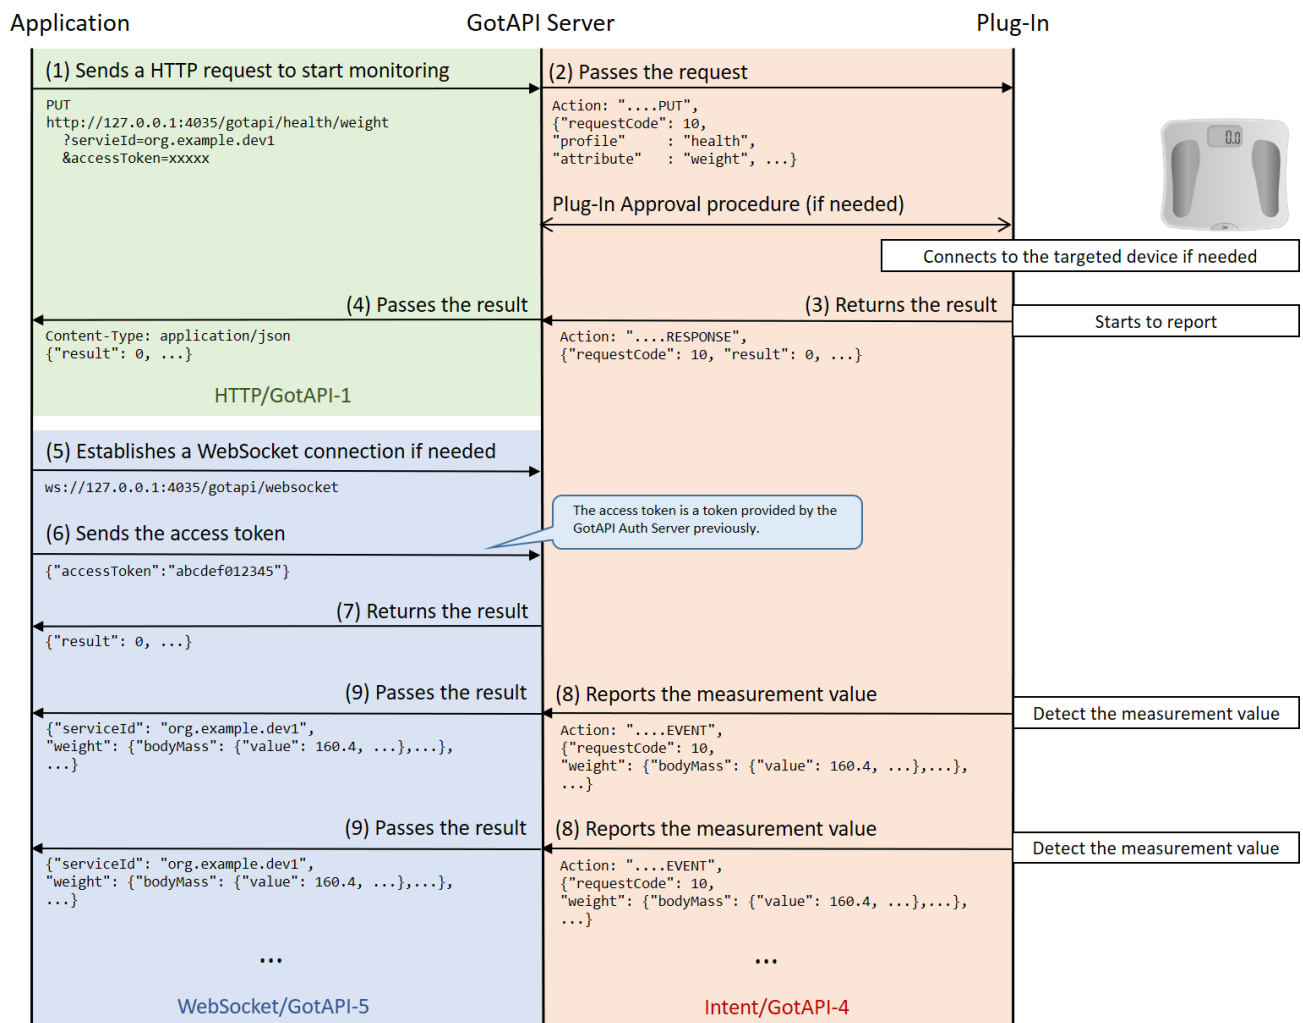 Application
GotAPI Server
Plug-In
(1) Sends a HTTP request to start monitoring
PUT
http://127.0.0.1:4035/gotapi/health/weight
?servieId=org.example.dev1
&accessToken=xxxxx
(2) Passes the request
Action: "....PUT",
{"requestCode": 10,
"profile"     : "health",
"attribute"   : "weight", ...}
0.0
Plug-In Approval procedure (if needed)
Connects to the targeted device if needed
(4) Passes the result
Content-Type: application/json
{"result": 0, ...}
(3) Returns the result
Action: "....RESPONSE",
{"requestCode": 10, "result": 0, ...}
Starts to report
HTTP/GotAPI-1
(5) Establishes a WebSocket connection if needed
ws://127.0.0.1:4035/gotapi/websocket
The access token is a token provided by the
GotAPI Auth Server previously.
(6) Sends the access token
{"accessToken":"abcdef012345"}
(7) Returns the result
{"result": 0, ...}
(9) Passes the result
{"serviceId": "org.example.dev1",
"weight": {"bodyMass": {"value": 160.4, ...},...},
...}
(8) Reports the measurement value
Action: "....EVENT",
{"requestCode": 10,
"weight": {"bodyMass": {"value": 160.4, ...},...},
...}
Detect the measurement value
(9) Passes the result
{"serviceId": "org.example.dev1",
"weight": {"bodyMass": {"value": 160.4, ...},...},
...}
(8) Reports the measurement value
Action: "....EVENT",
{"requestCode": 10,
"weight": {"bodyMass": {"value": 160.4, ...},...},
...}
Detect the measurement value
...
...
WebSocket/GotAPI-5
Intent/GotAPI-4